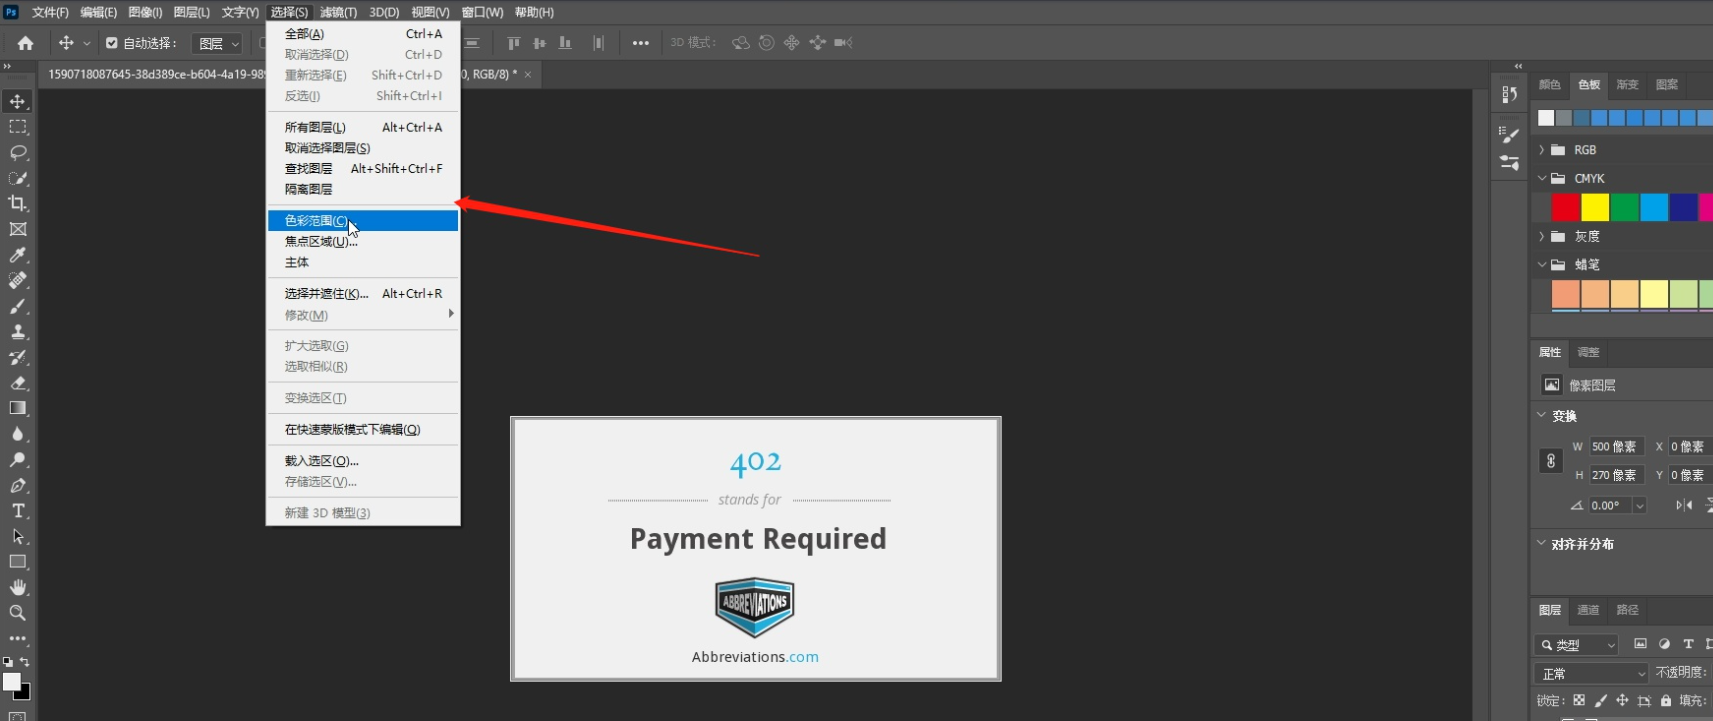 Ps 文件(F) 编辑(E) 图像(I) 图层(L) 文字(Y) 选择(S) 滤镜(T) 3D(D) 视图(V) 窗口(W) 帮助(H)
自动选择： 图层 3D 模式：
1590718087645-38d389ce-b604-4a19-989 0, RGB/8) * ×
全部(A) Ctrl+A
取消选择(D) Ctrl+D
重新选择(E) Shift+Ctrl+D
反选(I) Shift+Ctrl+I
所有图层(L) Alt+Ctrl+A
取消选择图层(S)
查找图层 Alt+Shift+Ctrl+F
隔离图层
色彩范围(C)...
焦点区域(U)...
主体
选择并遮住(K)... Alt+Ctrl+R
修改(M)
扩大选取(G)
选取相似(R)
变换选区(T)
在快速蒙版模式下编辑(Q)
载入选区(O)...
存储选区(V)...
新建 3D 模型(3)
402
stands for
Payment Required
ABBREVIATIONS
Abbreviations.com
颜色 色板 渐变 图案
RGB
CMYK
灰度
蜡笔
属性 调整
像素图层
变换
W 500 像素 X 0 像素
H 270 像素 Y 0 像素
0.00°
对齐并分布
图层 通道 路径
类型
正常 不透明度：
锁定： 填充：